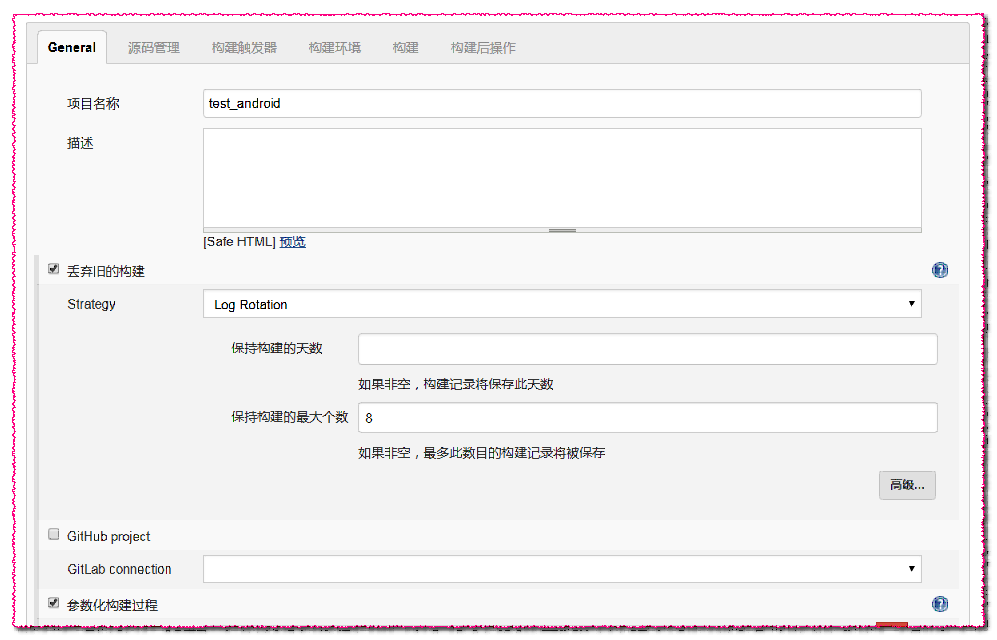 General 源码管理 构建触发器 构建环境 构建 构建后操作
项目名称 test_android
描述
[Safe HTML] 预览
丢弃旧的构建
Strategy Log Rotation
保持构建的天数
如果非空，构建记录将保存此天数
保持构建的最大个数 8
如果非空，最多此数目的构建记录将被保存
高级...
GitHub project
GitLab connection
参数化构建过程